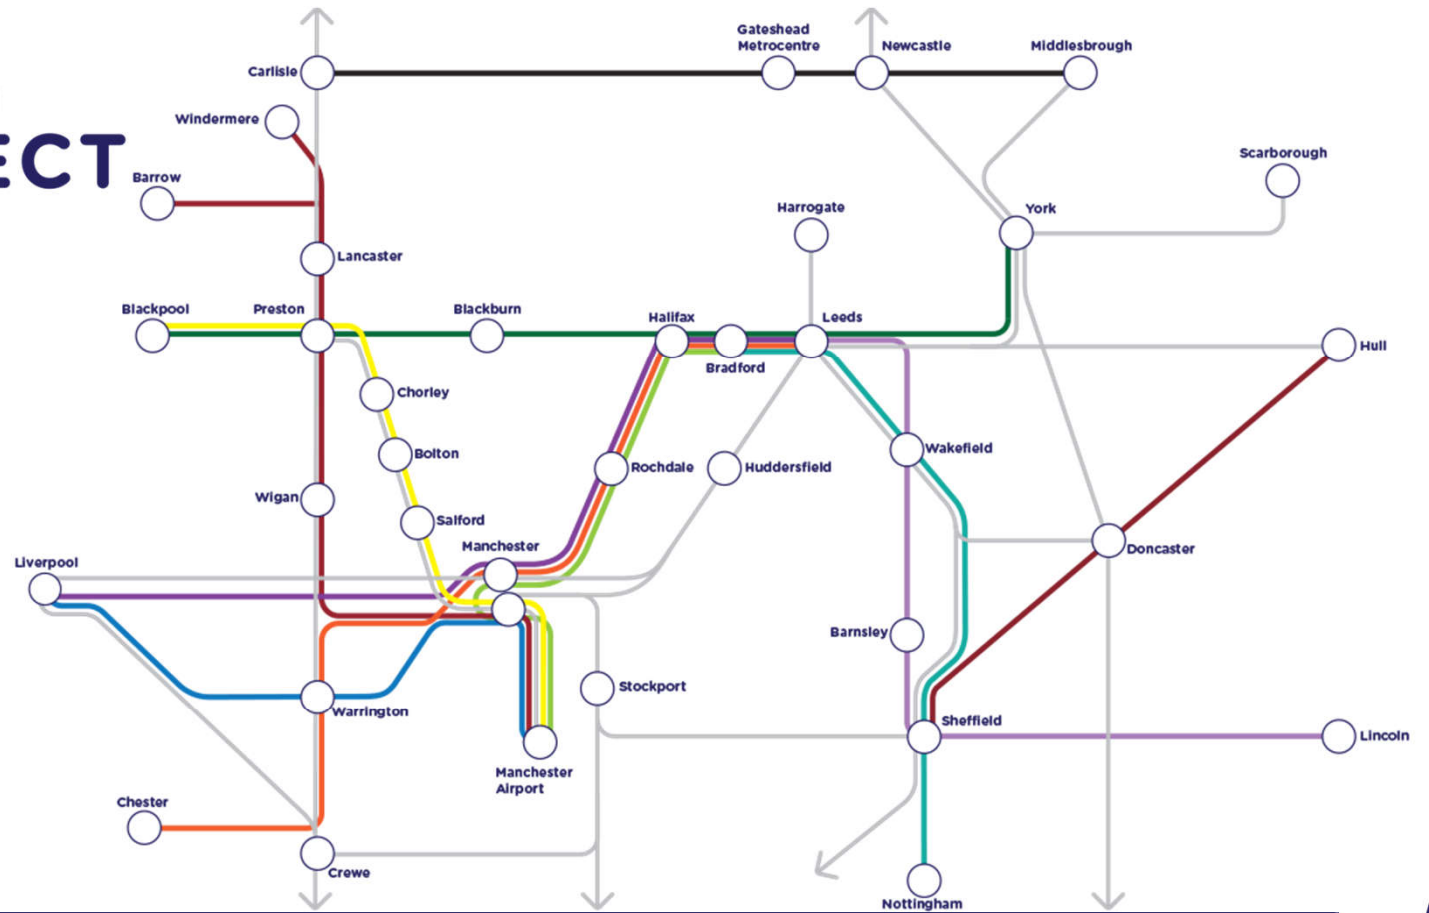 Gateshead
Metrocentre
Newcastle
Middlesbrough
Carlisle
Windermere
ECT
Barrow
Scarborough
Harrogate
York
Lancaster
Blackpool
Preston
Blackburn
Halifax
Leeds
Bradford
Hull
Chorley
Bolton
Wakefield
Rochdale
Huddersfield
Wigan
Salford
Manchester
Doncaster
Liverpool
Barnsley
Stockport
Warrington
Sheffield
Lincoln
Manchester
Airport
Chester
Crewe
Nottingham